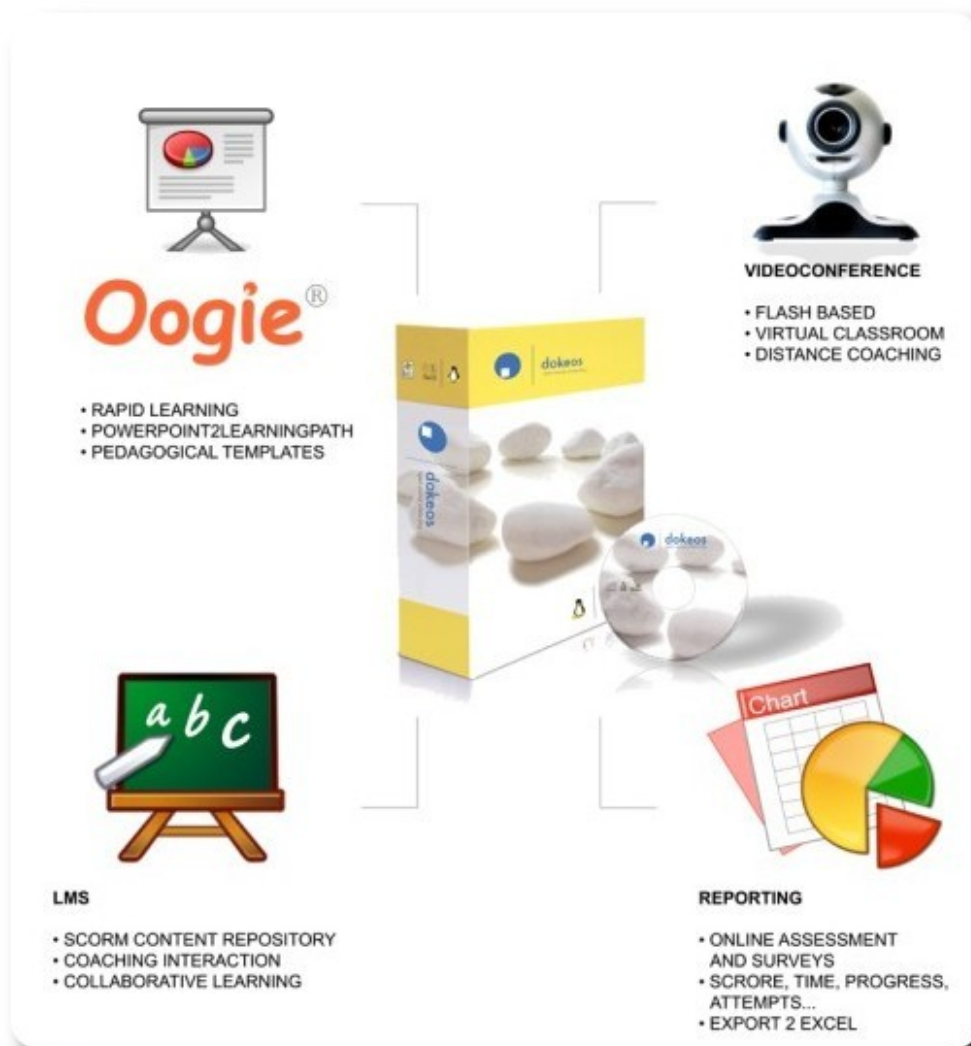 Oogie®
• RAPID LEARNING
• POWERPOINT2LEARNINGPATH
• PEDAGOGICAL TEMPLATES
VIDEOCONFERENCE
• FLASH BASED
• VIRTUAL CLASSROOM
• DISTANCE COACHING
dokeos
dokeos
dokeos
a b c
LMS
• SCORM CONTENT REPOSITORY
• COACHING INTERACTION
• COLLABORATIVE LEARNING
Chart
REPORTING
• ONLINE ASSESSMENT
AND SURVEYS
• SCRORE, TIME, PROGRESS,
ATTEMPTS...
• EXPORT 2 EXCEL